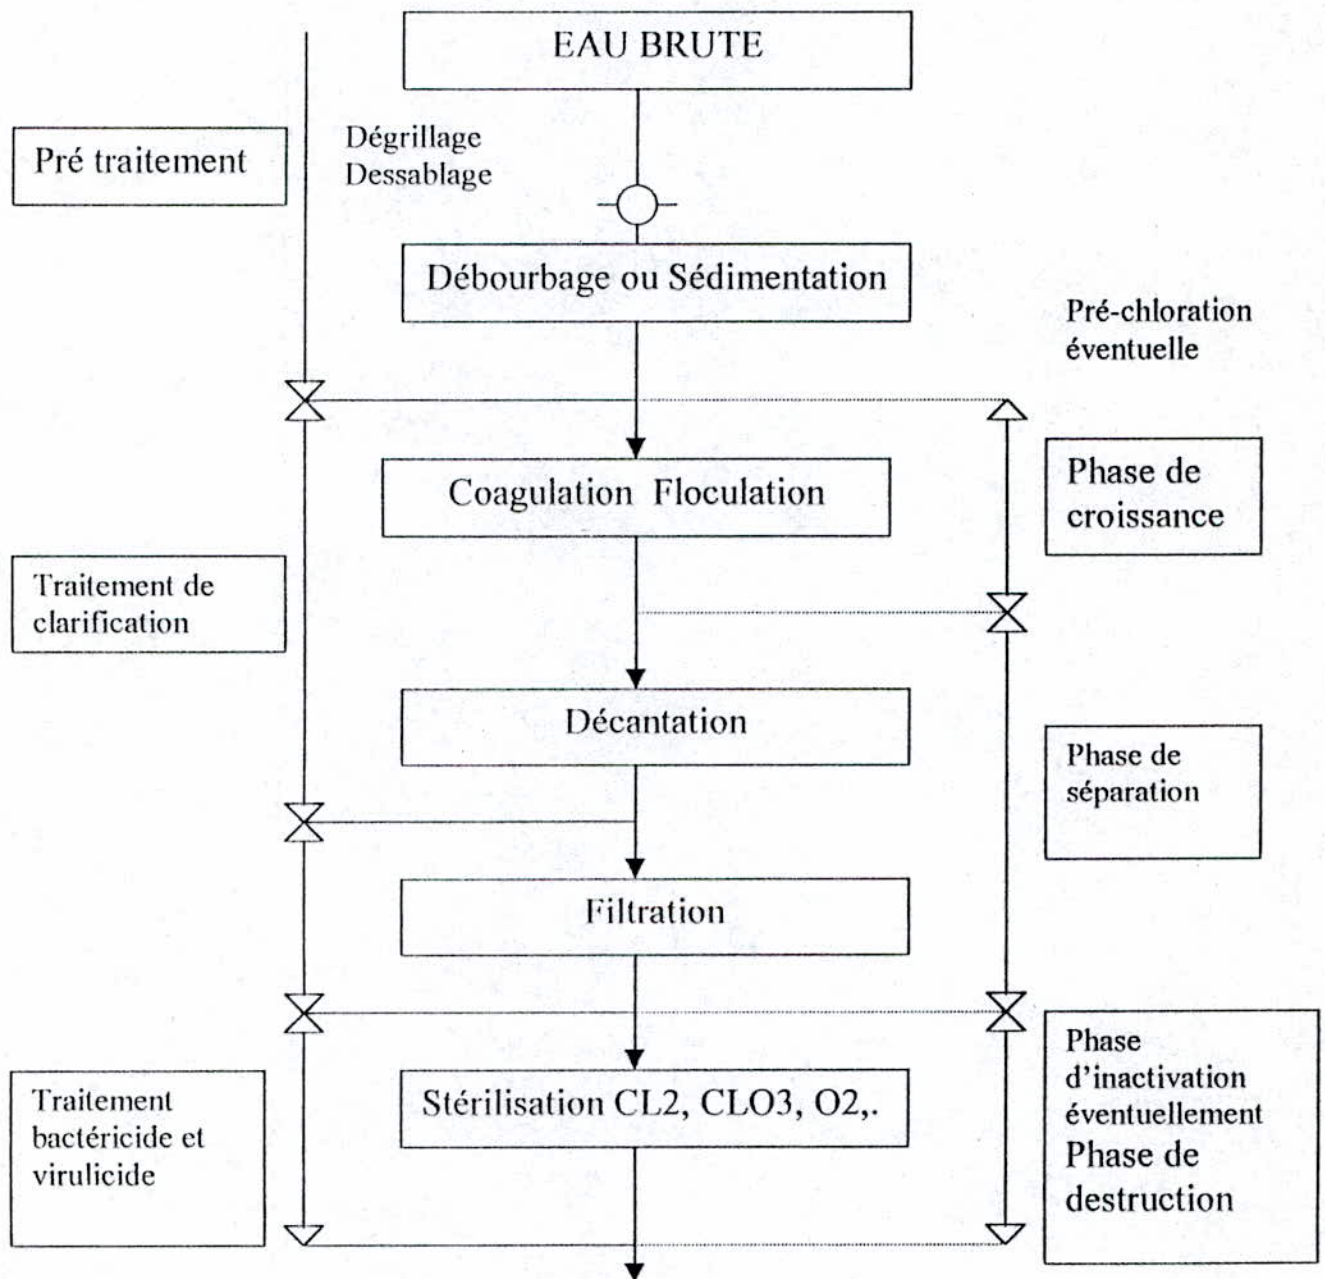 EAU BRUTE
Pré traitement
Dégrillage
Dessablage
Débourbage ou Sédimentation
Pré-chloration
éventuelle
Coagulation Floculation
Phase de
croissance
Traitement de
clarification
Décantation
Phase de
séparation
Filtration
Stérilisation CL2, CLO3, O2,.
Traitement
bactéricide et
virulicide
Phase
d'inactivation
éventuellement
Phase de
destruction